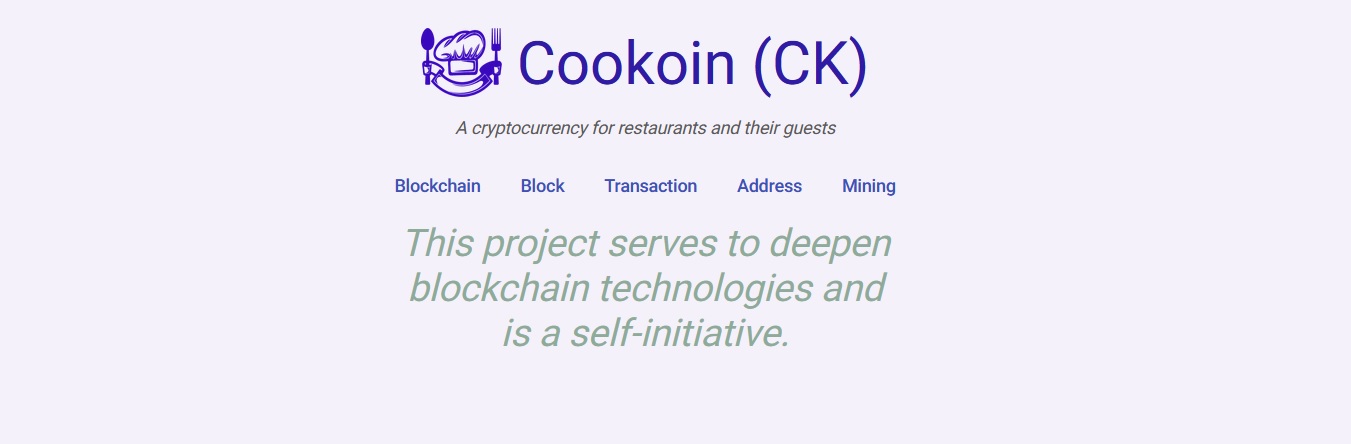 Cookoin (CK)
A cryptocurrency for restaurants and their guests
Blockchain Block Transaction Address Mining
This project serves to deepen
blockchain technologies and
is a self-initiative.